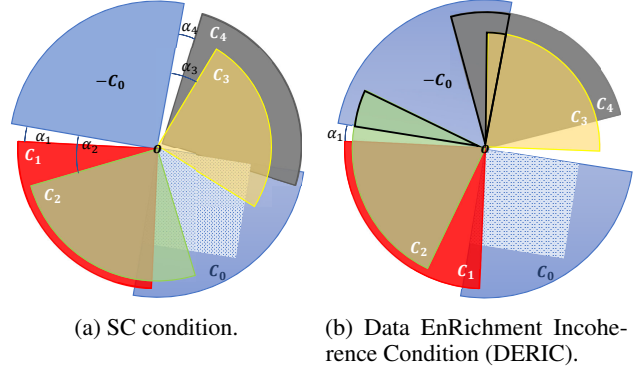 α₄
C₄
α₃
C₃
−C₀
α₁
α₂
C₁
o
C₂
C₀
(a) SC condition.
−C₀
C₃
C₄
α₁
o
C₂
C₁
C₀
(b) Data EnRichment Incohe-
rence Condition (DERIC).